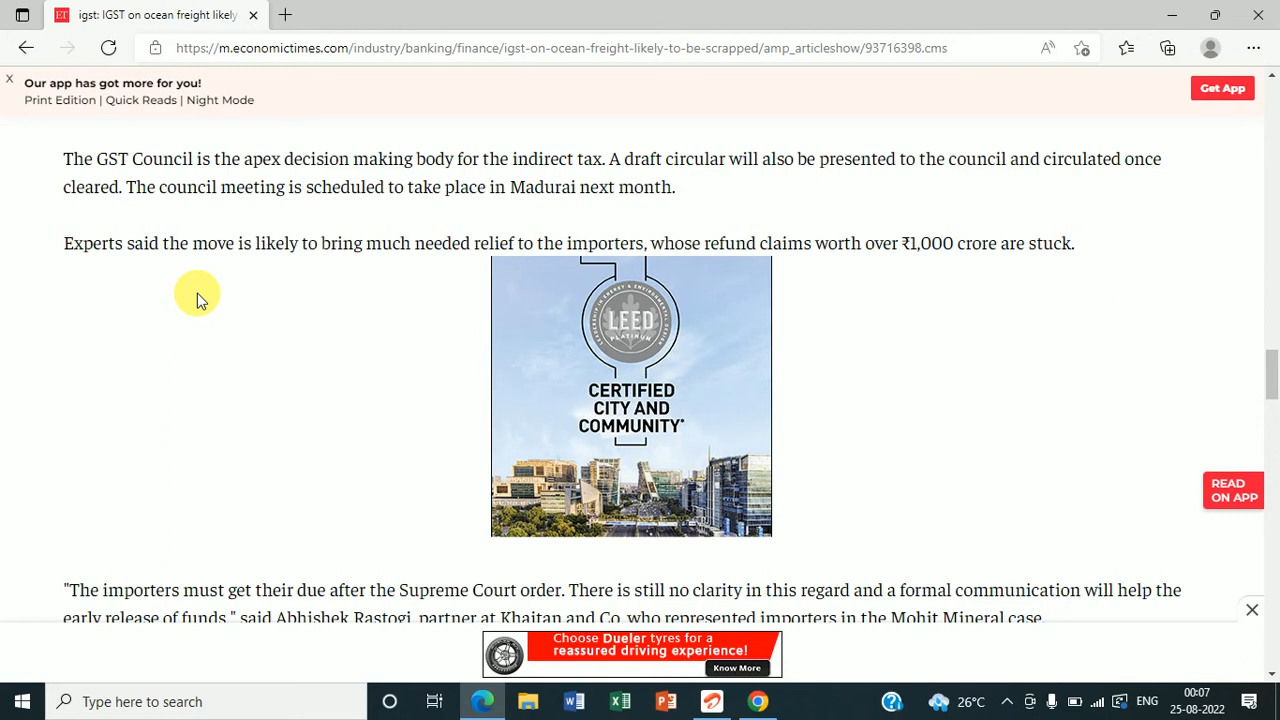 igst: IGST on ocean freight likely
https://m.economictimes.com/industry/banking/finance/igst-on-ocean-freight-likely-to-be-scrapped/amp_articleshow/93716398.cms
X
Our app has got more for you!
Print Edition | Quick Reads | Night Mode
Get App
The GST Council is the apex decision making body for the indirect tax. A draft circular will also be presented to the council and circulated once
cleared. The council meeting is scheduled to take place in Madurai next month.
Experts said the move is likely to bring much needed relief to the importers, whose refund claims worth over ₹1,000 crore are stuck.
LEADERSHIP IN ENERGY & ENVIRONMENTAL DESIGN
LEED
PLATINUM
CERTIFIED
CITY AND
COMMUNITY*
READ
ON APP
"The importers must get their due after the Supreme Court order. There is still no clarity in this regard and a formal communication will help the
early release of funds," said Abhishek Rastogi, partner at Khaitan and Co, who represented importers in the Mohit Mineral case.
Choose Dueler tyres for a
reassured driving experience!
Know More
Type here to search
26°C
ENG
00:07
25-08-2022